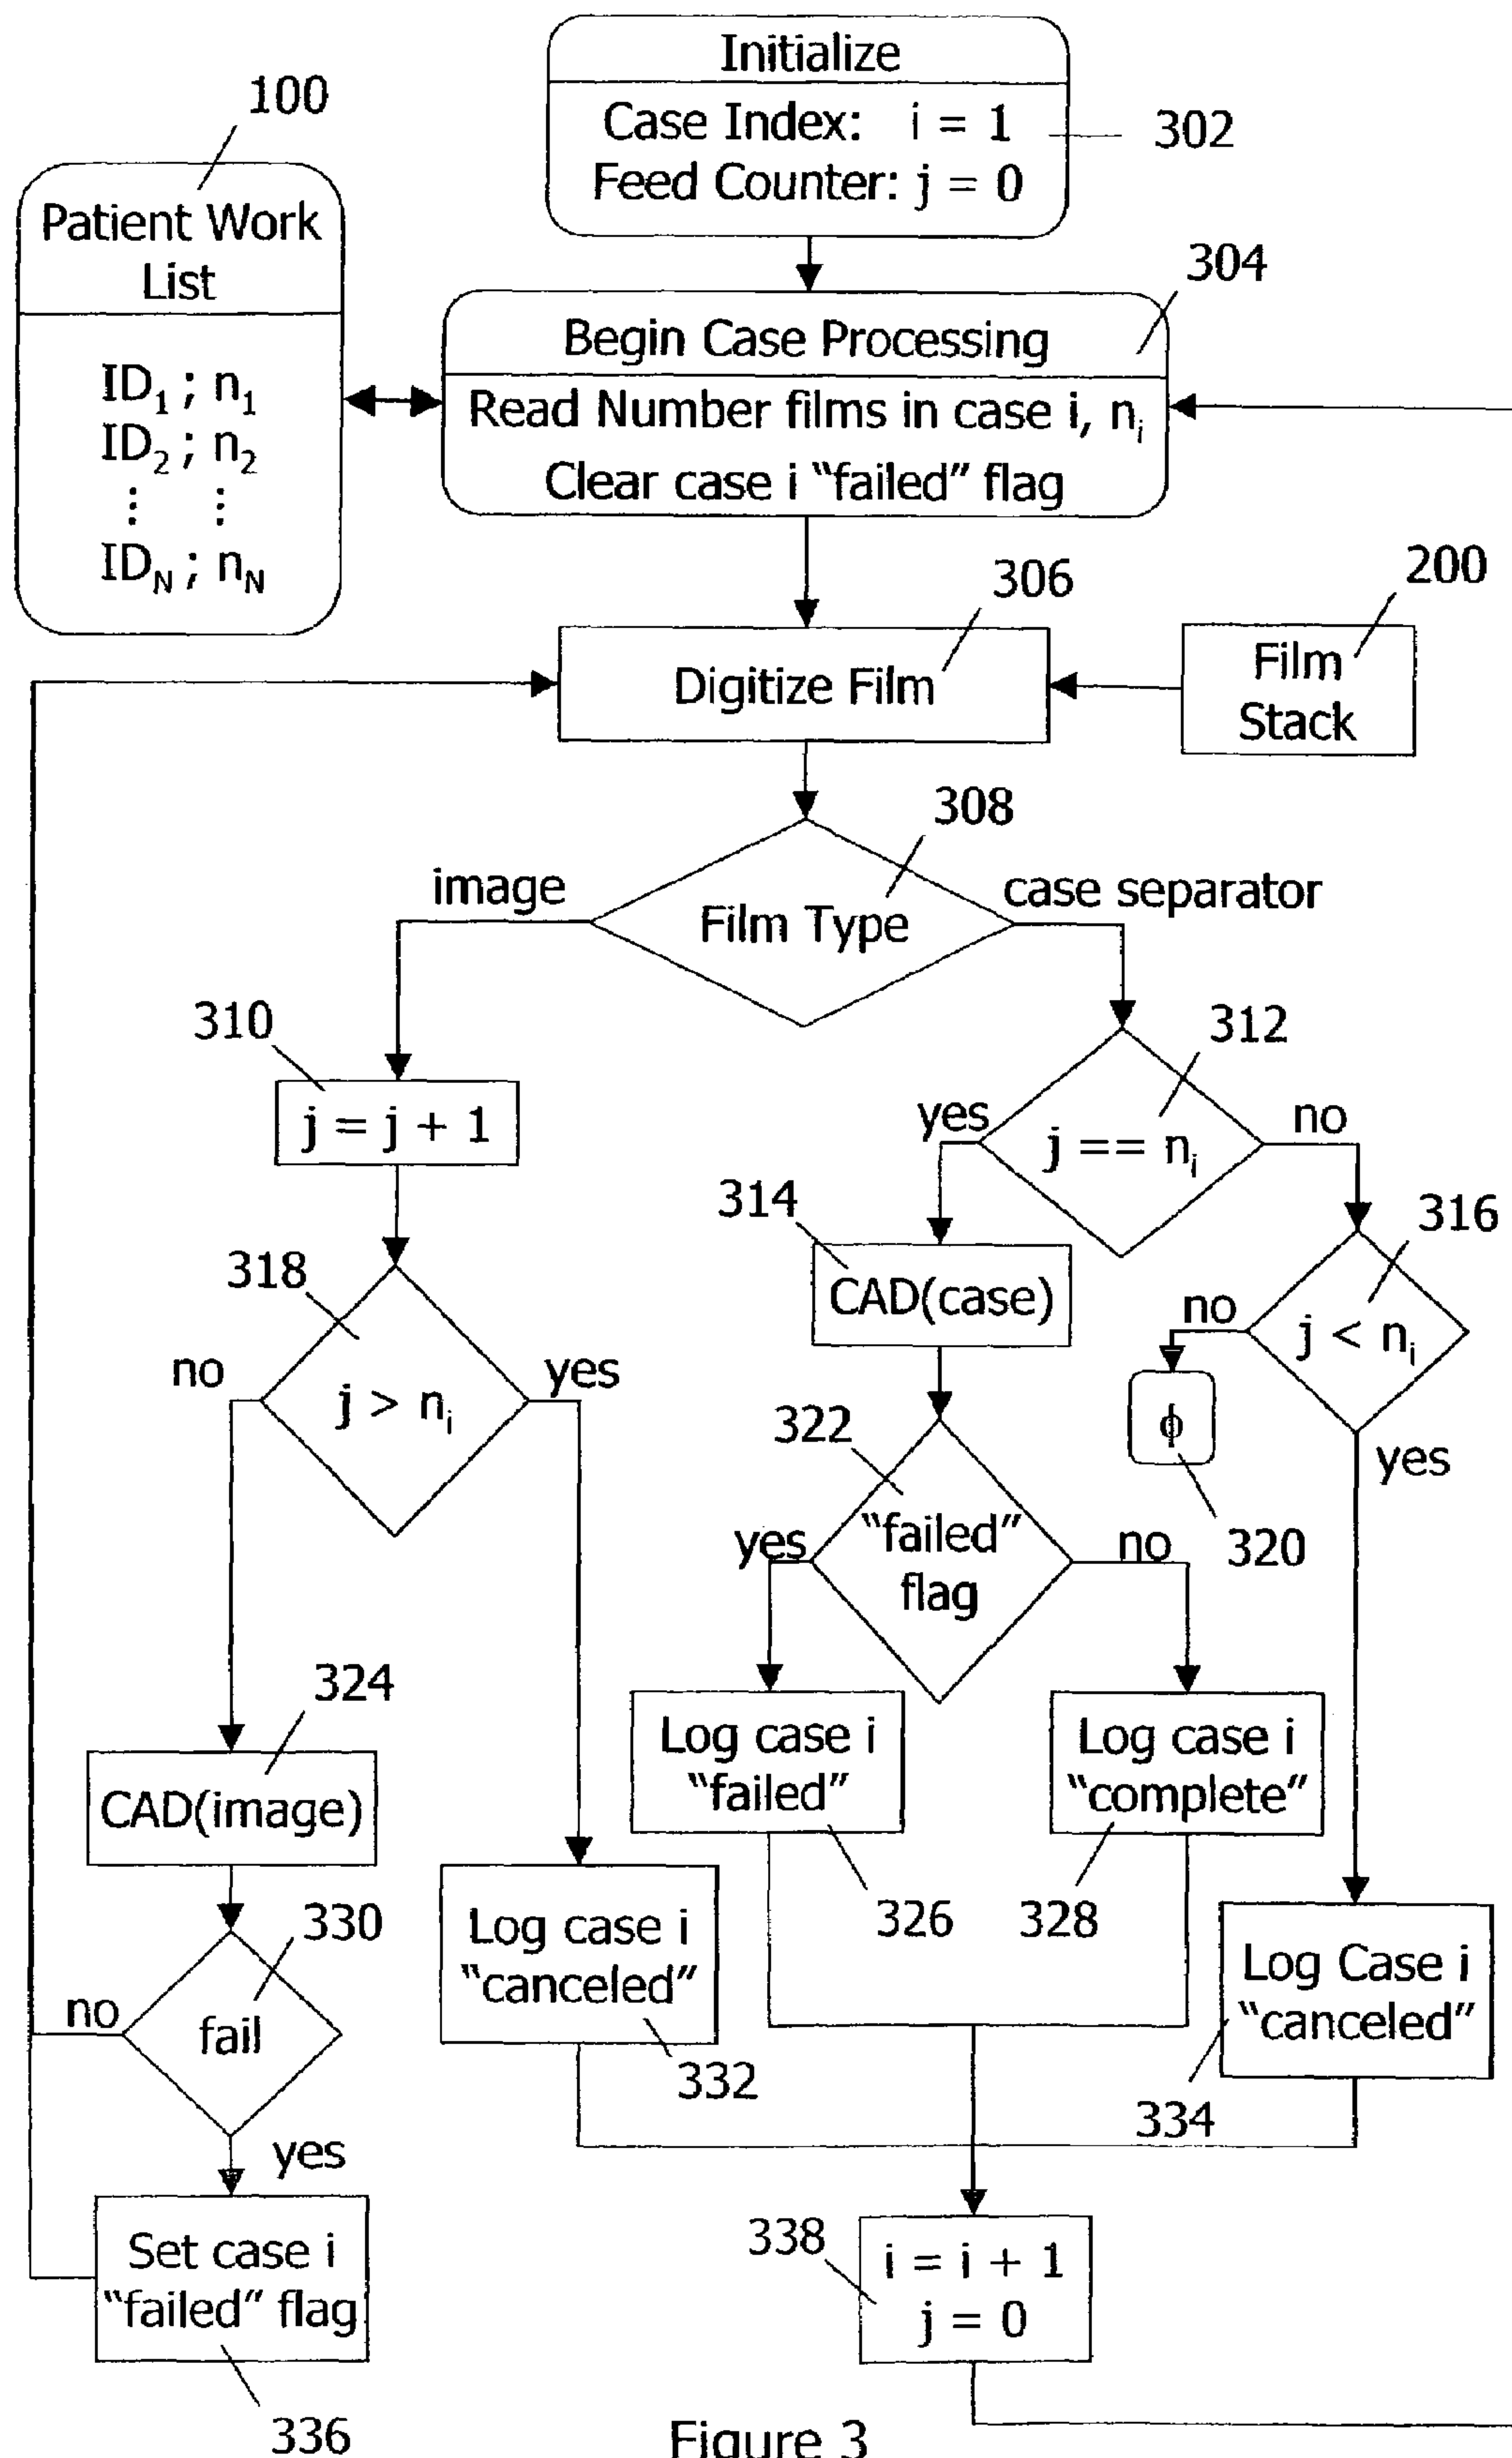 Initialize
Case Index: i = 1
Feed Counter: j = 0
302
100
Patient Work
List
ID1 ; n1
ID2 ; n2
⋮ ⋮
IDN ; nN
304
Begin Case Processing
Read Number films in case i, ni
Clear case i “failed” flag
306
Digitize Film
200
Film
Stack
308
Film Type
image
case separator
310
j = j + 1
312
j == ni
yes
no
314
CAD(case)
316
j < ni
no
yes
ϕ
320
318
j > ni
no
yes
322
“failed”
flag
yes
no
324
CAD(image)
Log case i
“failed”
326
Log case i
“complete”
328
330
fail
no
yes
Log case i
“canceled”
332
Log Case i
“canceled”
334
Set case i
“failed” flag
336
338
i = i + 1
j = 0
Figure 3